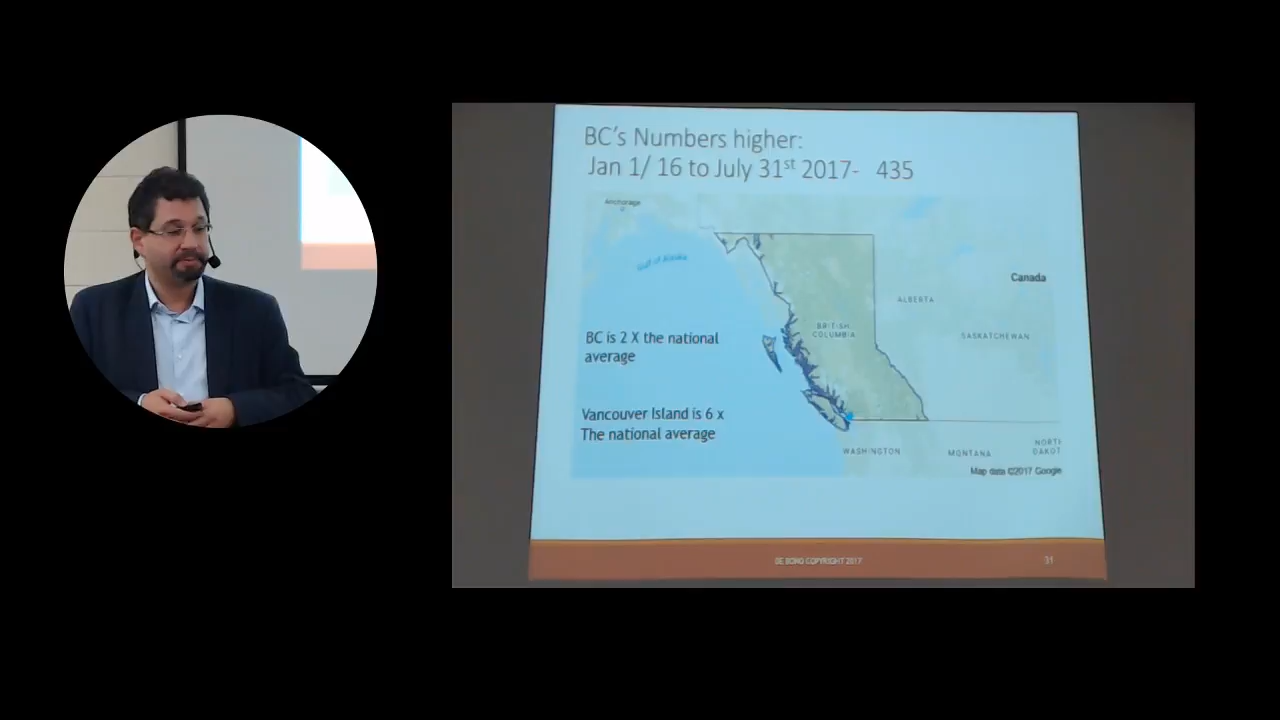 BC's Numbers higher:
Jan 1/ 16 to July 31st 2017- 435
Anchorage
Gulf of Alaska
Canada
ALBERTA
BRITISH
COLUMBIA
SASKATCHEWAN
BC is 2 X the national
average
Vancouver Island is 6 x
The national average
WASHINGTON
MONTANA
NORTH
DAKOT
Map data ©2017 Google
DE BONO COPYRIGHT 2017
31